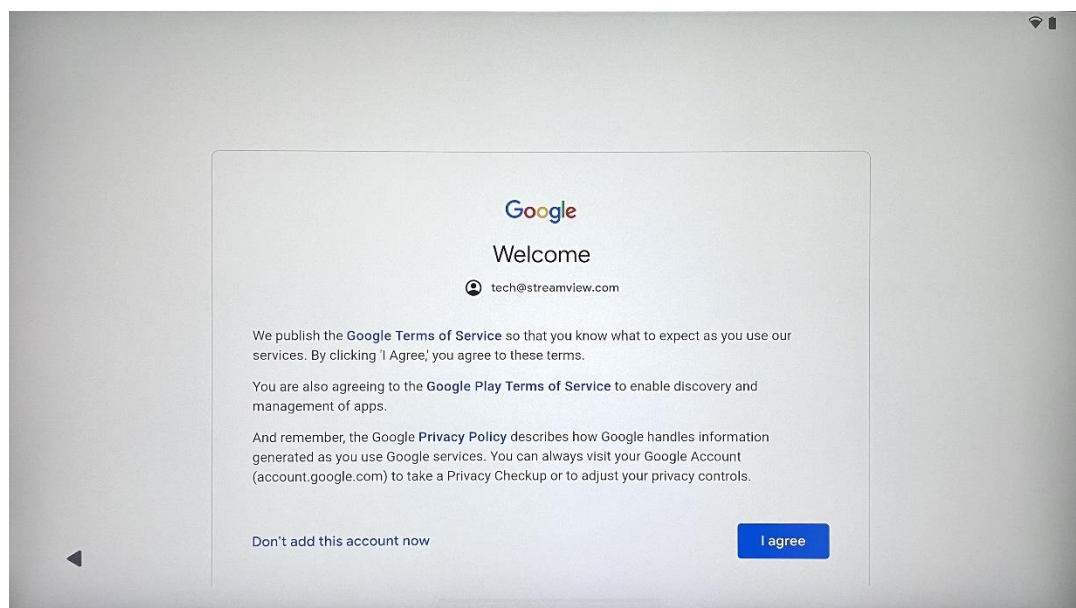 Google
Welcome
tech@streamview.com
We publish the Google Terms of Service so that you know what to expect as you use our
services. By clicking 'I Agree,' you agree to these terms.
You are also agreeing to the Google Play Terms of Service to enable discovery and
management of apps.
And remember, the Google Privacy Policy describes how Google handles information
generated as you use Google services. You can always visit your Google Account
(account.google.com) to take a Privacy Checkup or to adjust your privacy controls.
Don't add this account now
I agree